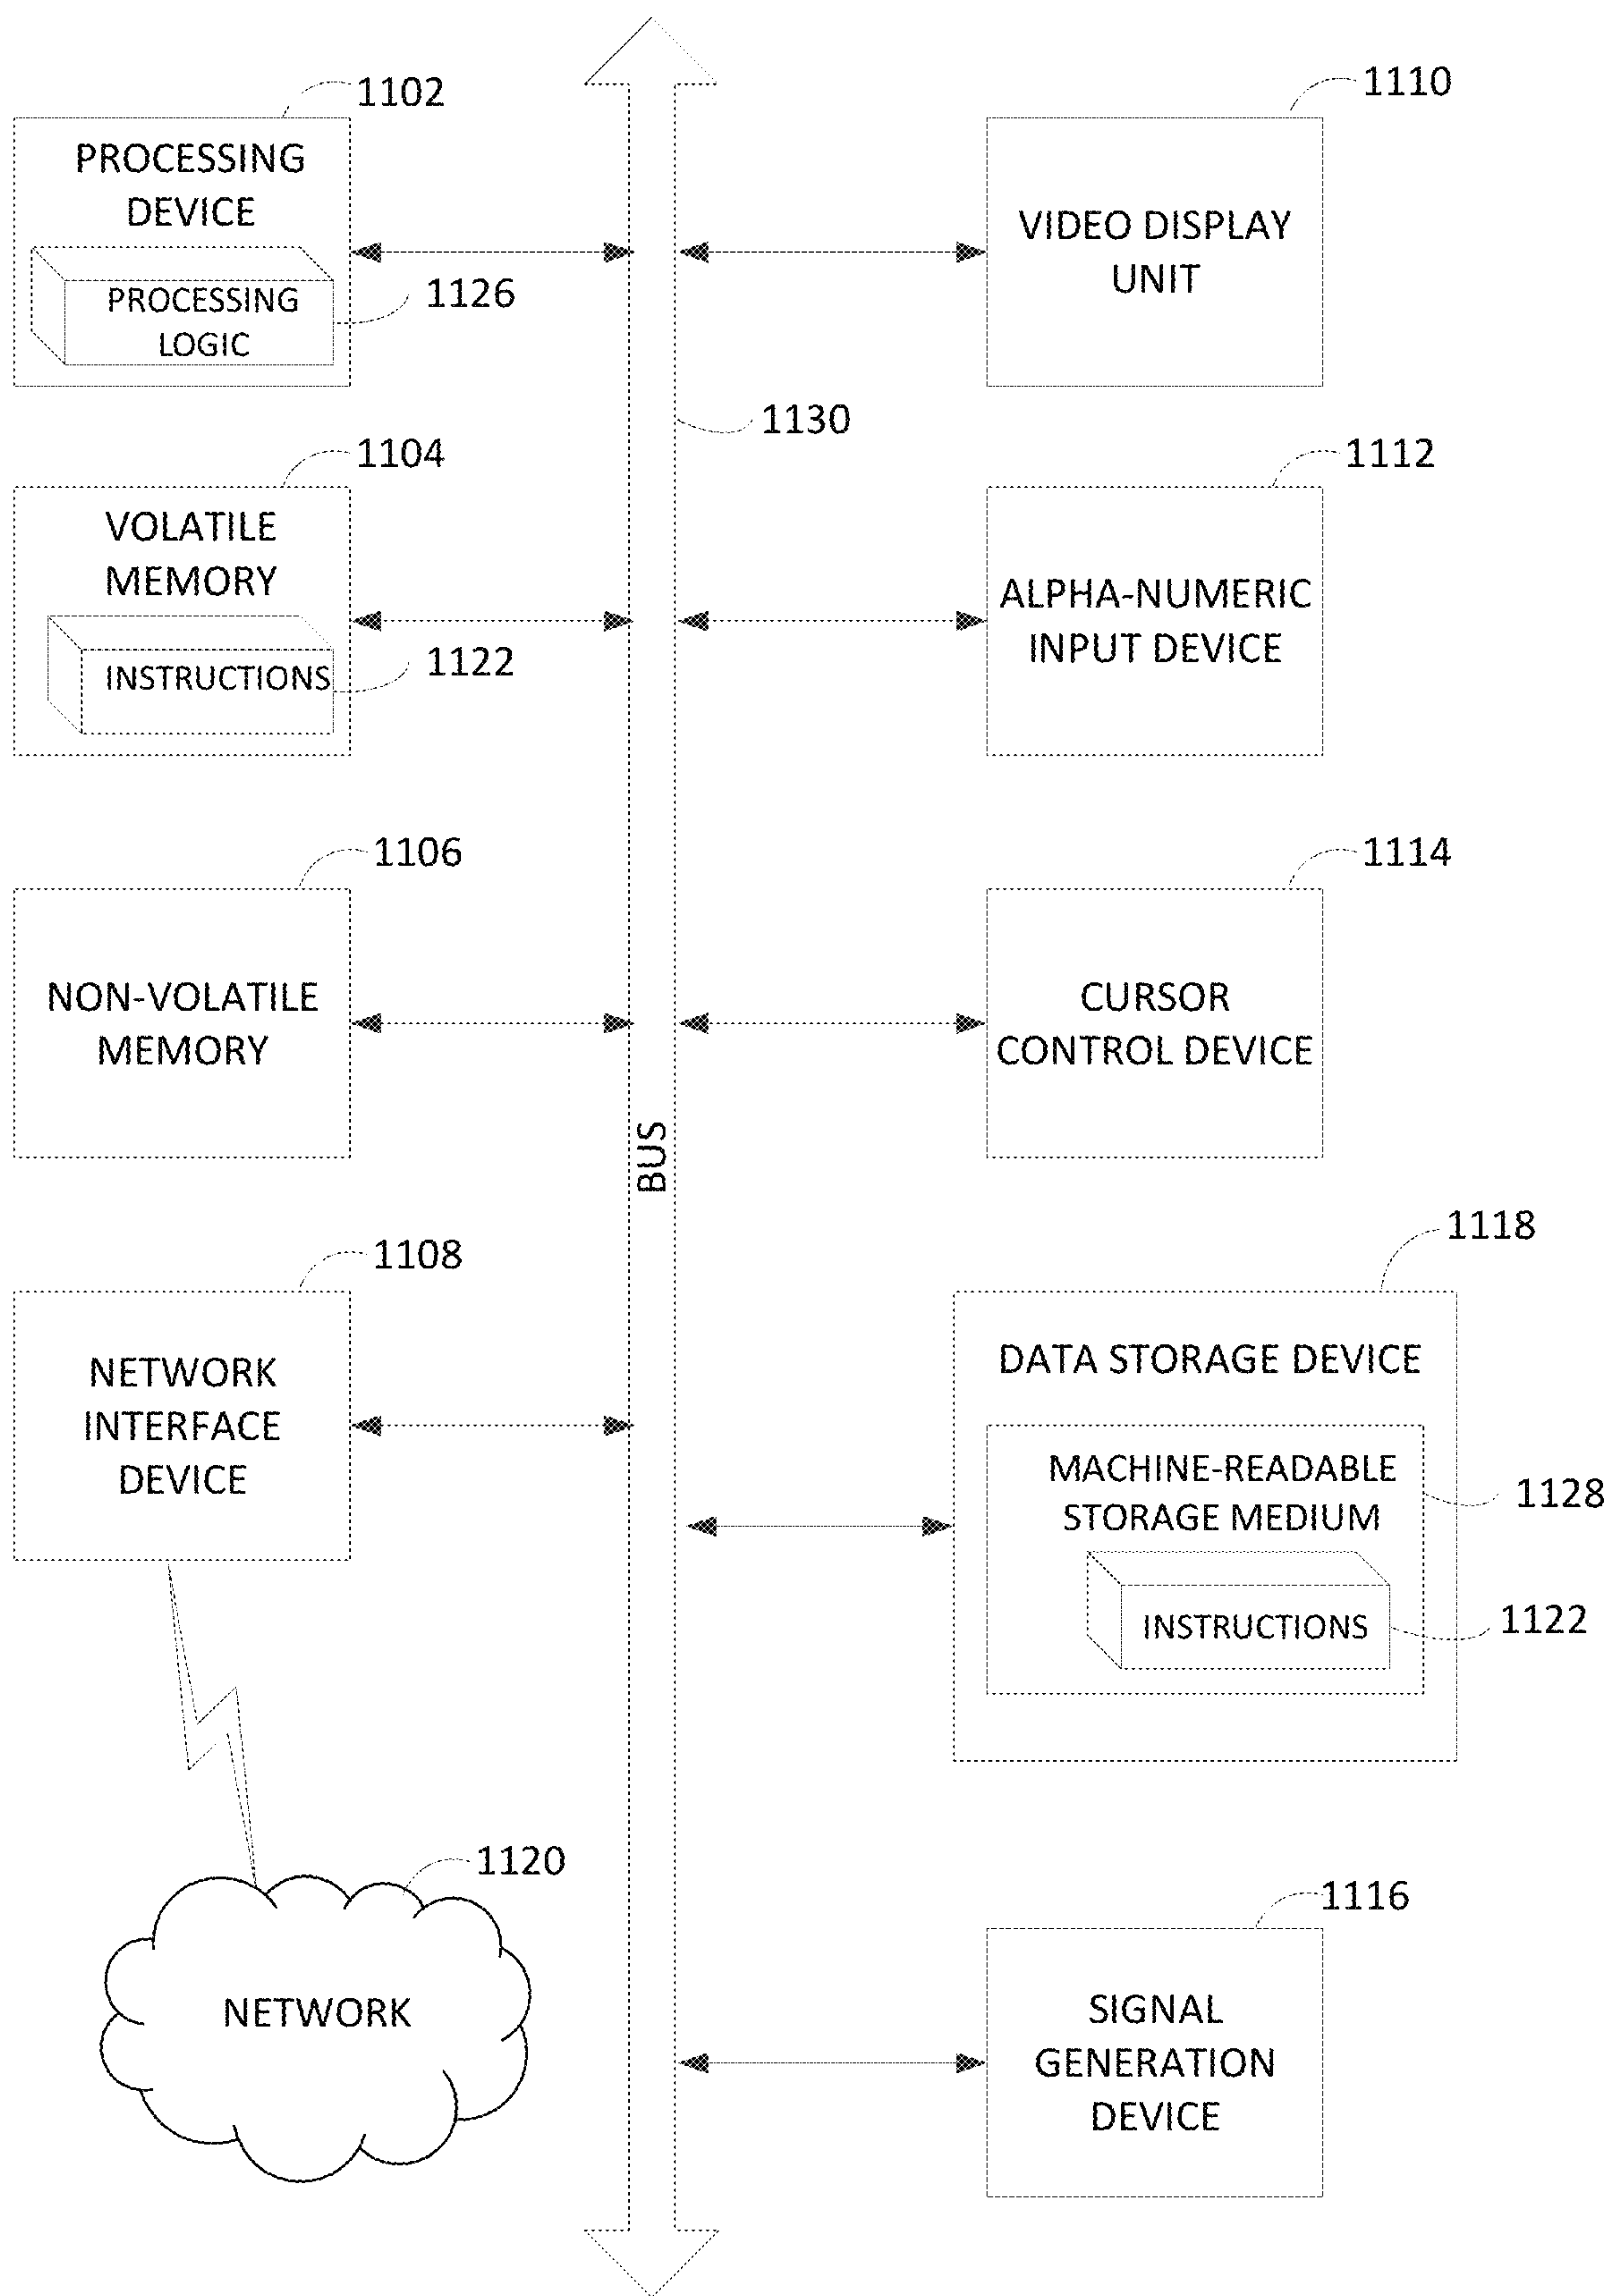 1102
PROCESSING
DEVICE
PROCESSING
LOGIC
1126
1104
VOLATILE
MEMORY
INSTRUCTIONS
1122
1106
NON-VOLATILE
MEMORY
1108
NETWORK
INTERFACE
DEVICE
1120
NETWORK
BUS
1130
1110
VIDEO DISPLAY
UNIT
1112
ALPHA-NUMERIC
INPUT DEVICE
1114
CURSOR
CONTROL DEVICE
1118
DATA STORAGE DEVICE
MACHINE-READABLE
STORAGE MEDIUM
1128
INSTRUCTIONS
1122
1116
SIGNAL
GENERATION
DEVICE